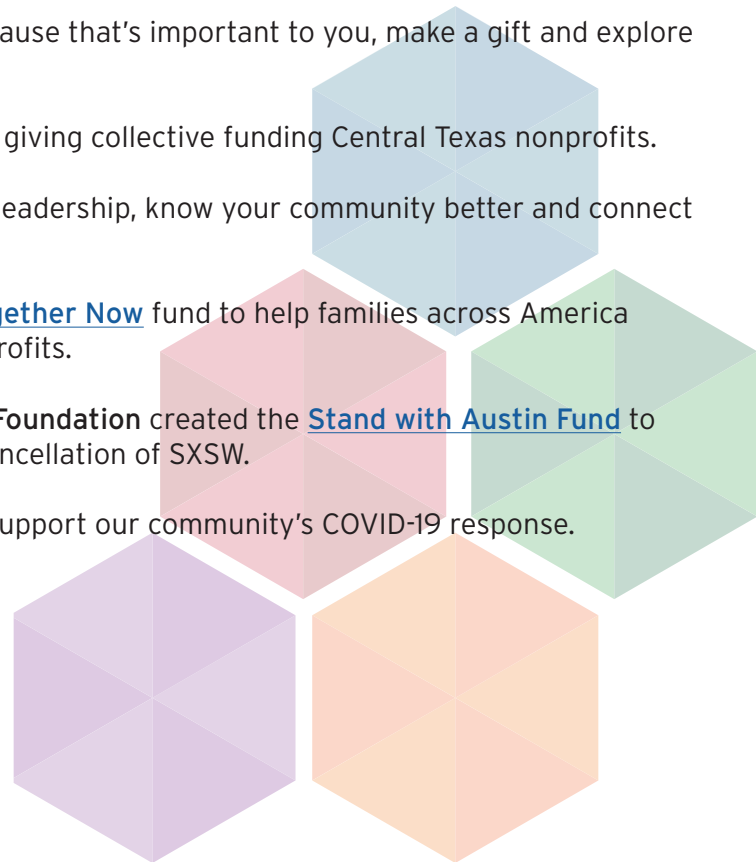 ause that's important to you, make a gift and explore
giving collective funding Central Texas nonprofits.
eadership, know your community better and connect
gether Now fund to help families across America
rofits.
Foundation created the Stand with Austin Fund to
ncellation of SXSW.
upport our community's COVID-19 response.